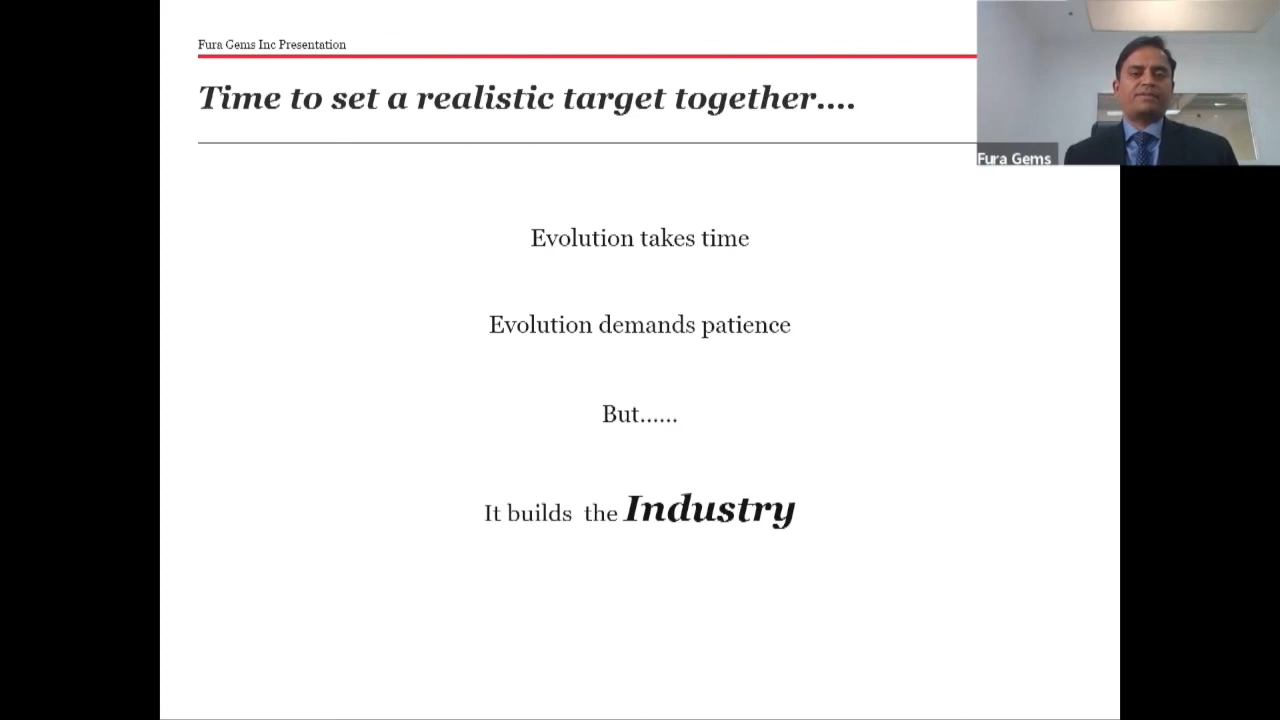 Fura Gems Inc Presentation
Time to set a realistic target together....
Fura Gems
Evolution takes time
Evolution demands patience
But......
It builds  the Industry